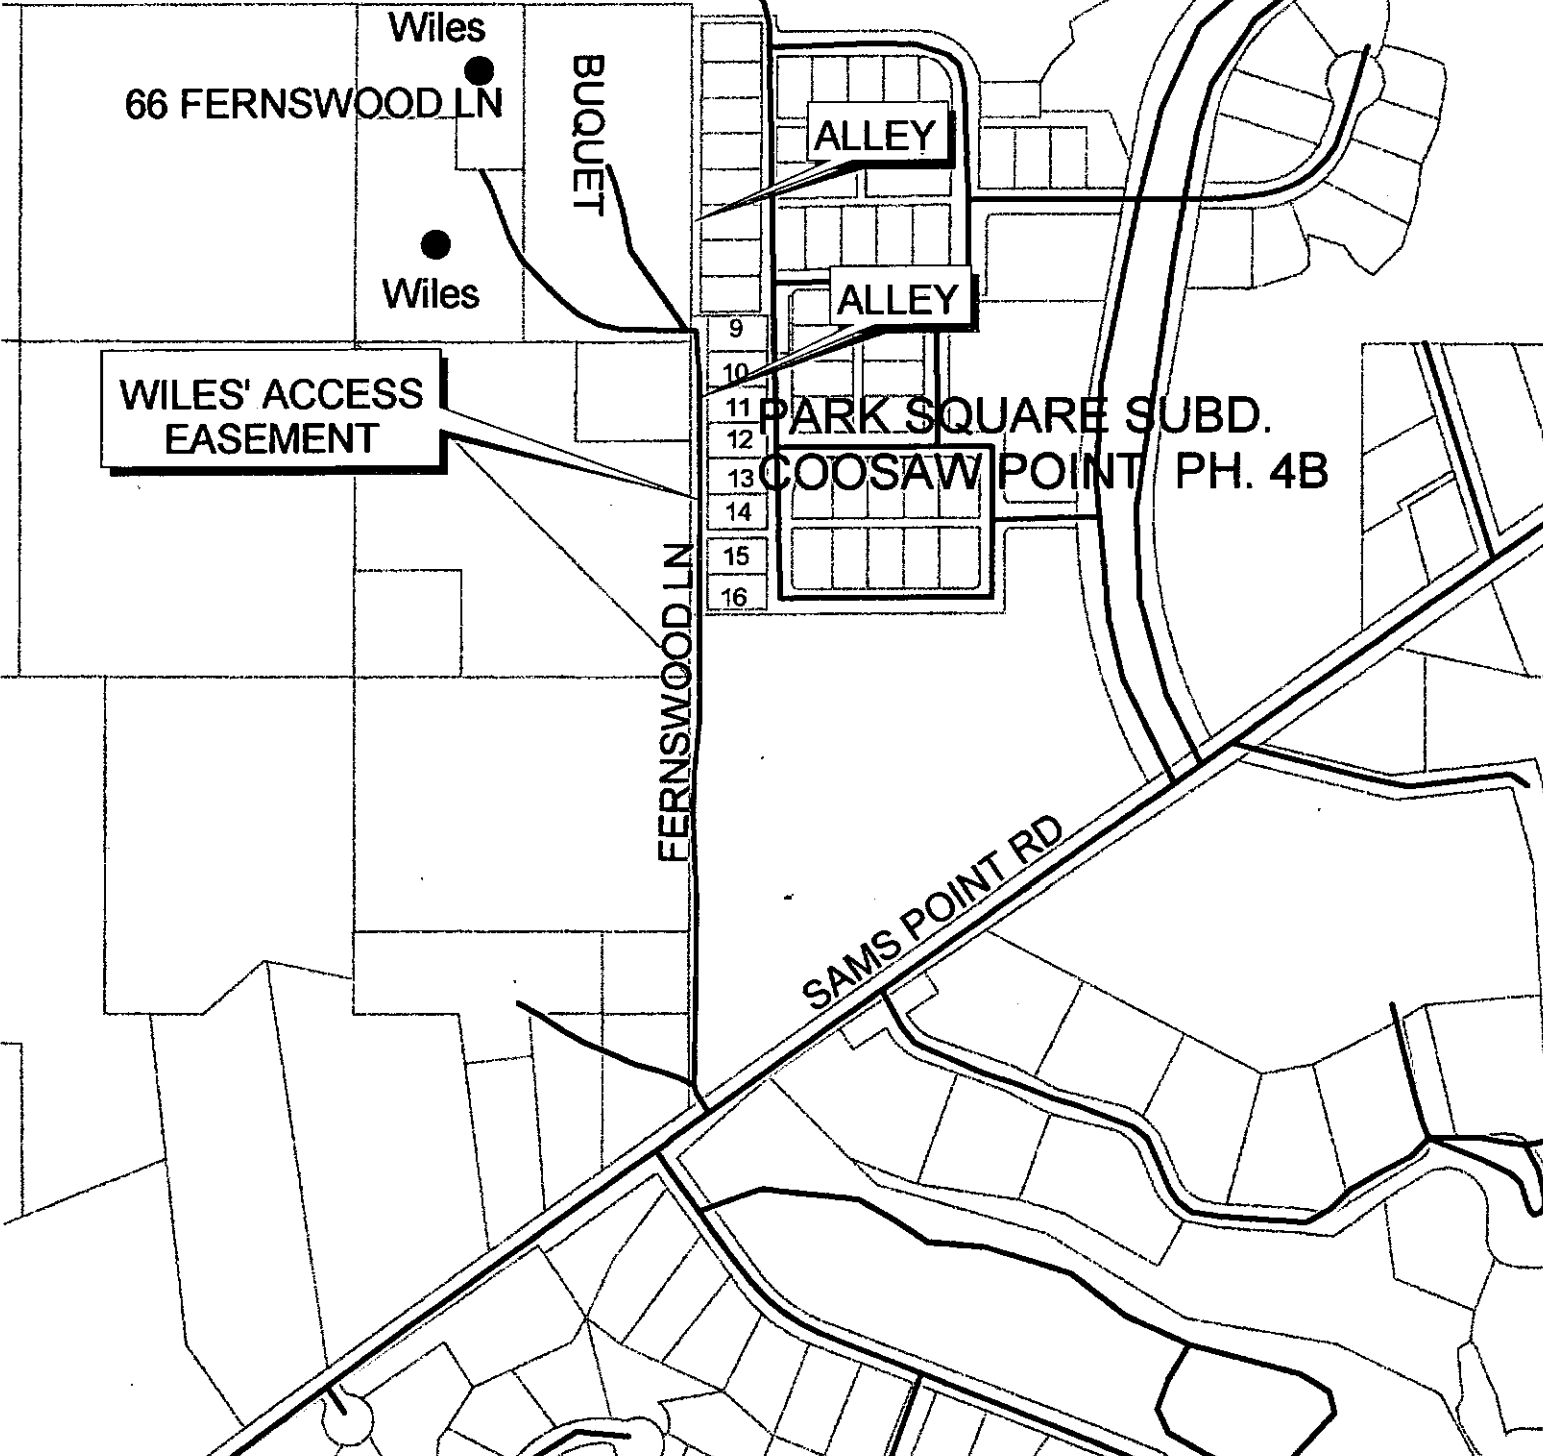 Wiles
66 FERNSWOOD LN
BUQUET
ALLEY
Wiles
ALLEY
9
10
11
12
13
14
15
16
WILES' ACCESS
EASEMENT
PARK SQUARE SUBD.
COOSAW POINT PH. 4B
FERNSWOOD LN
SAMS POINT RD